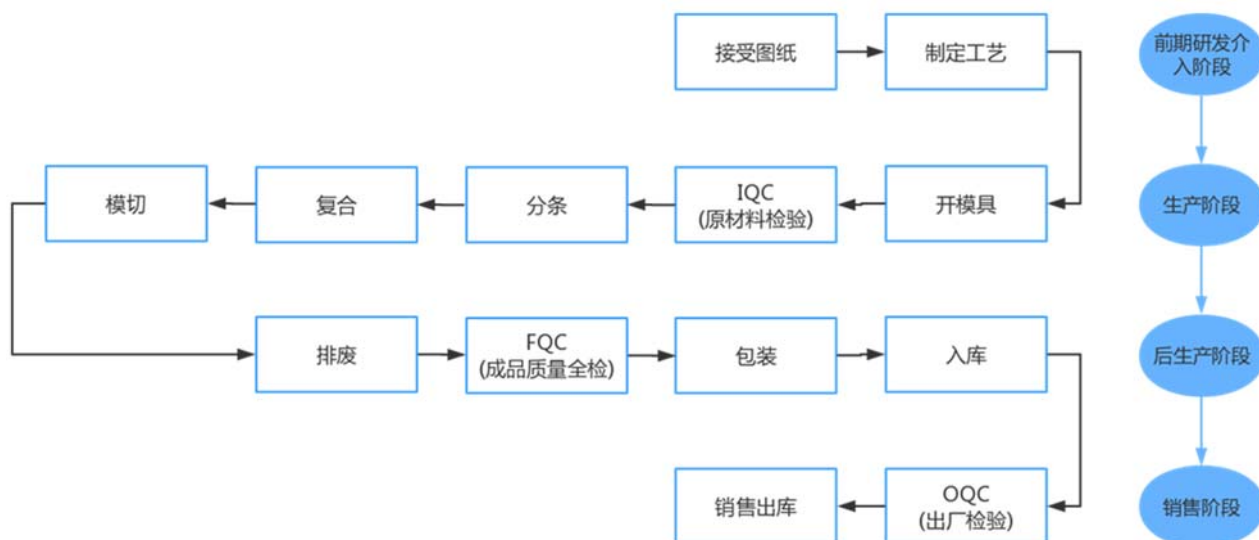 接受图纸
制定工艺
前期研发介
入阶段
模切
复合
分条
IQC
(原材料检验)
开模具
生产阶段
排废
FQC
(成品质量全检)
包装
入库
后生产阶段
销售出库
OQC
(出厂检验)
销售阶段